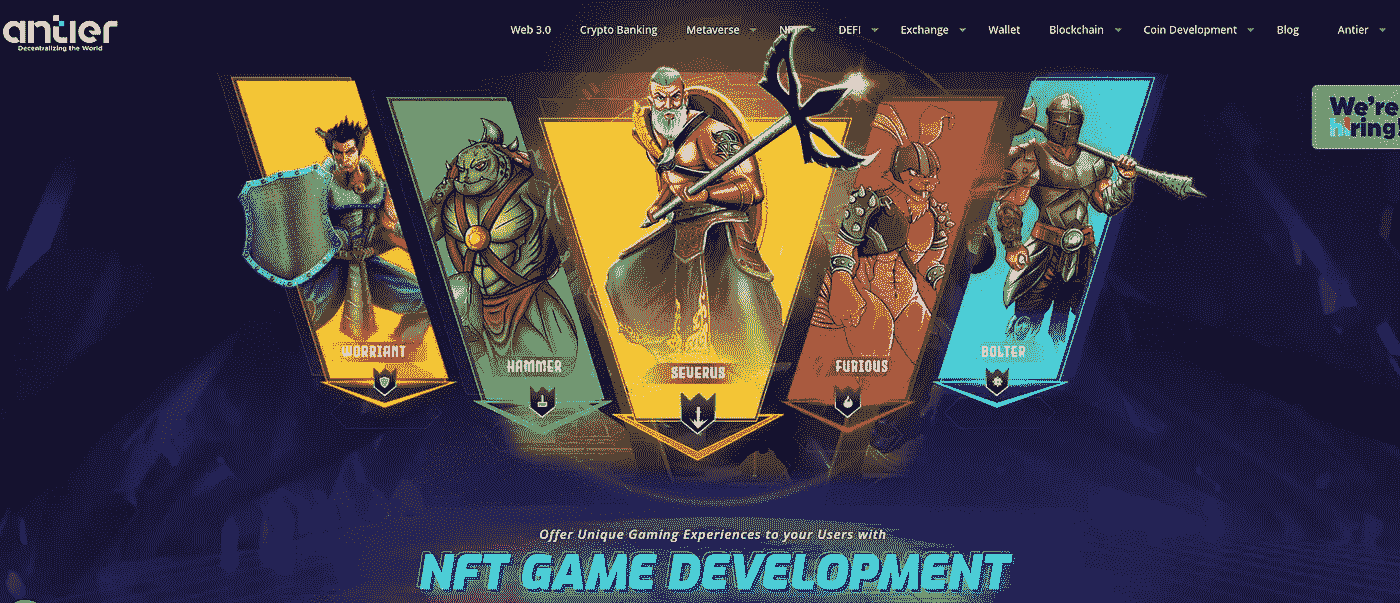 antier
Decentralizing the World
Web 3.0 Crypto Banking Metaverse NFT DEFI Exchange Wallet Blockchain Coin Development Blog Antier
We're
hiring!
WORRIANT
HAMMER
SEVERUS
FURIOUS
BOLTER
Offer Unique Gaming Experiences to your Users with
NFT GAME DEVELOPMENT